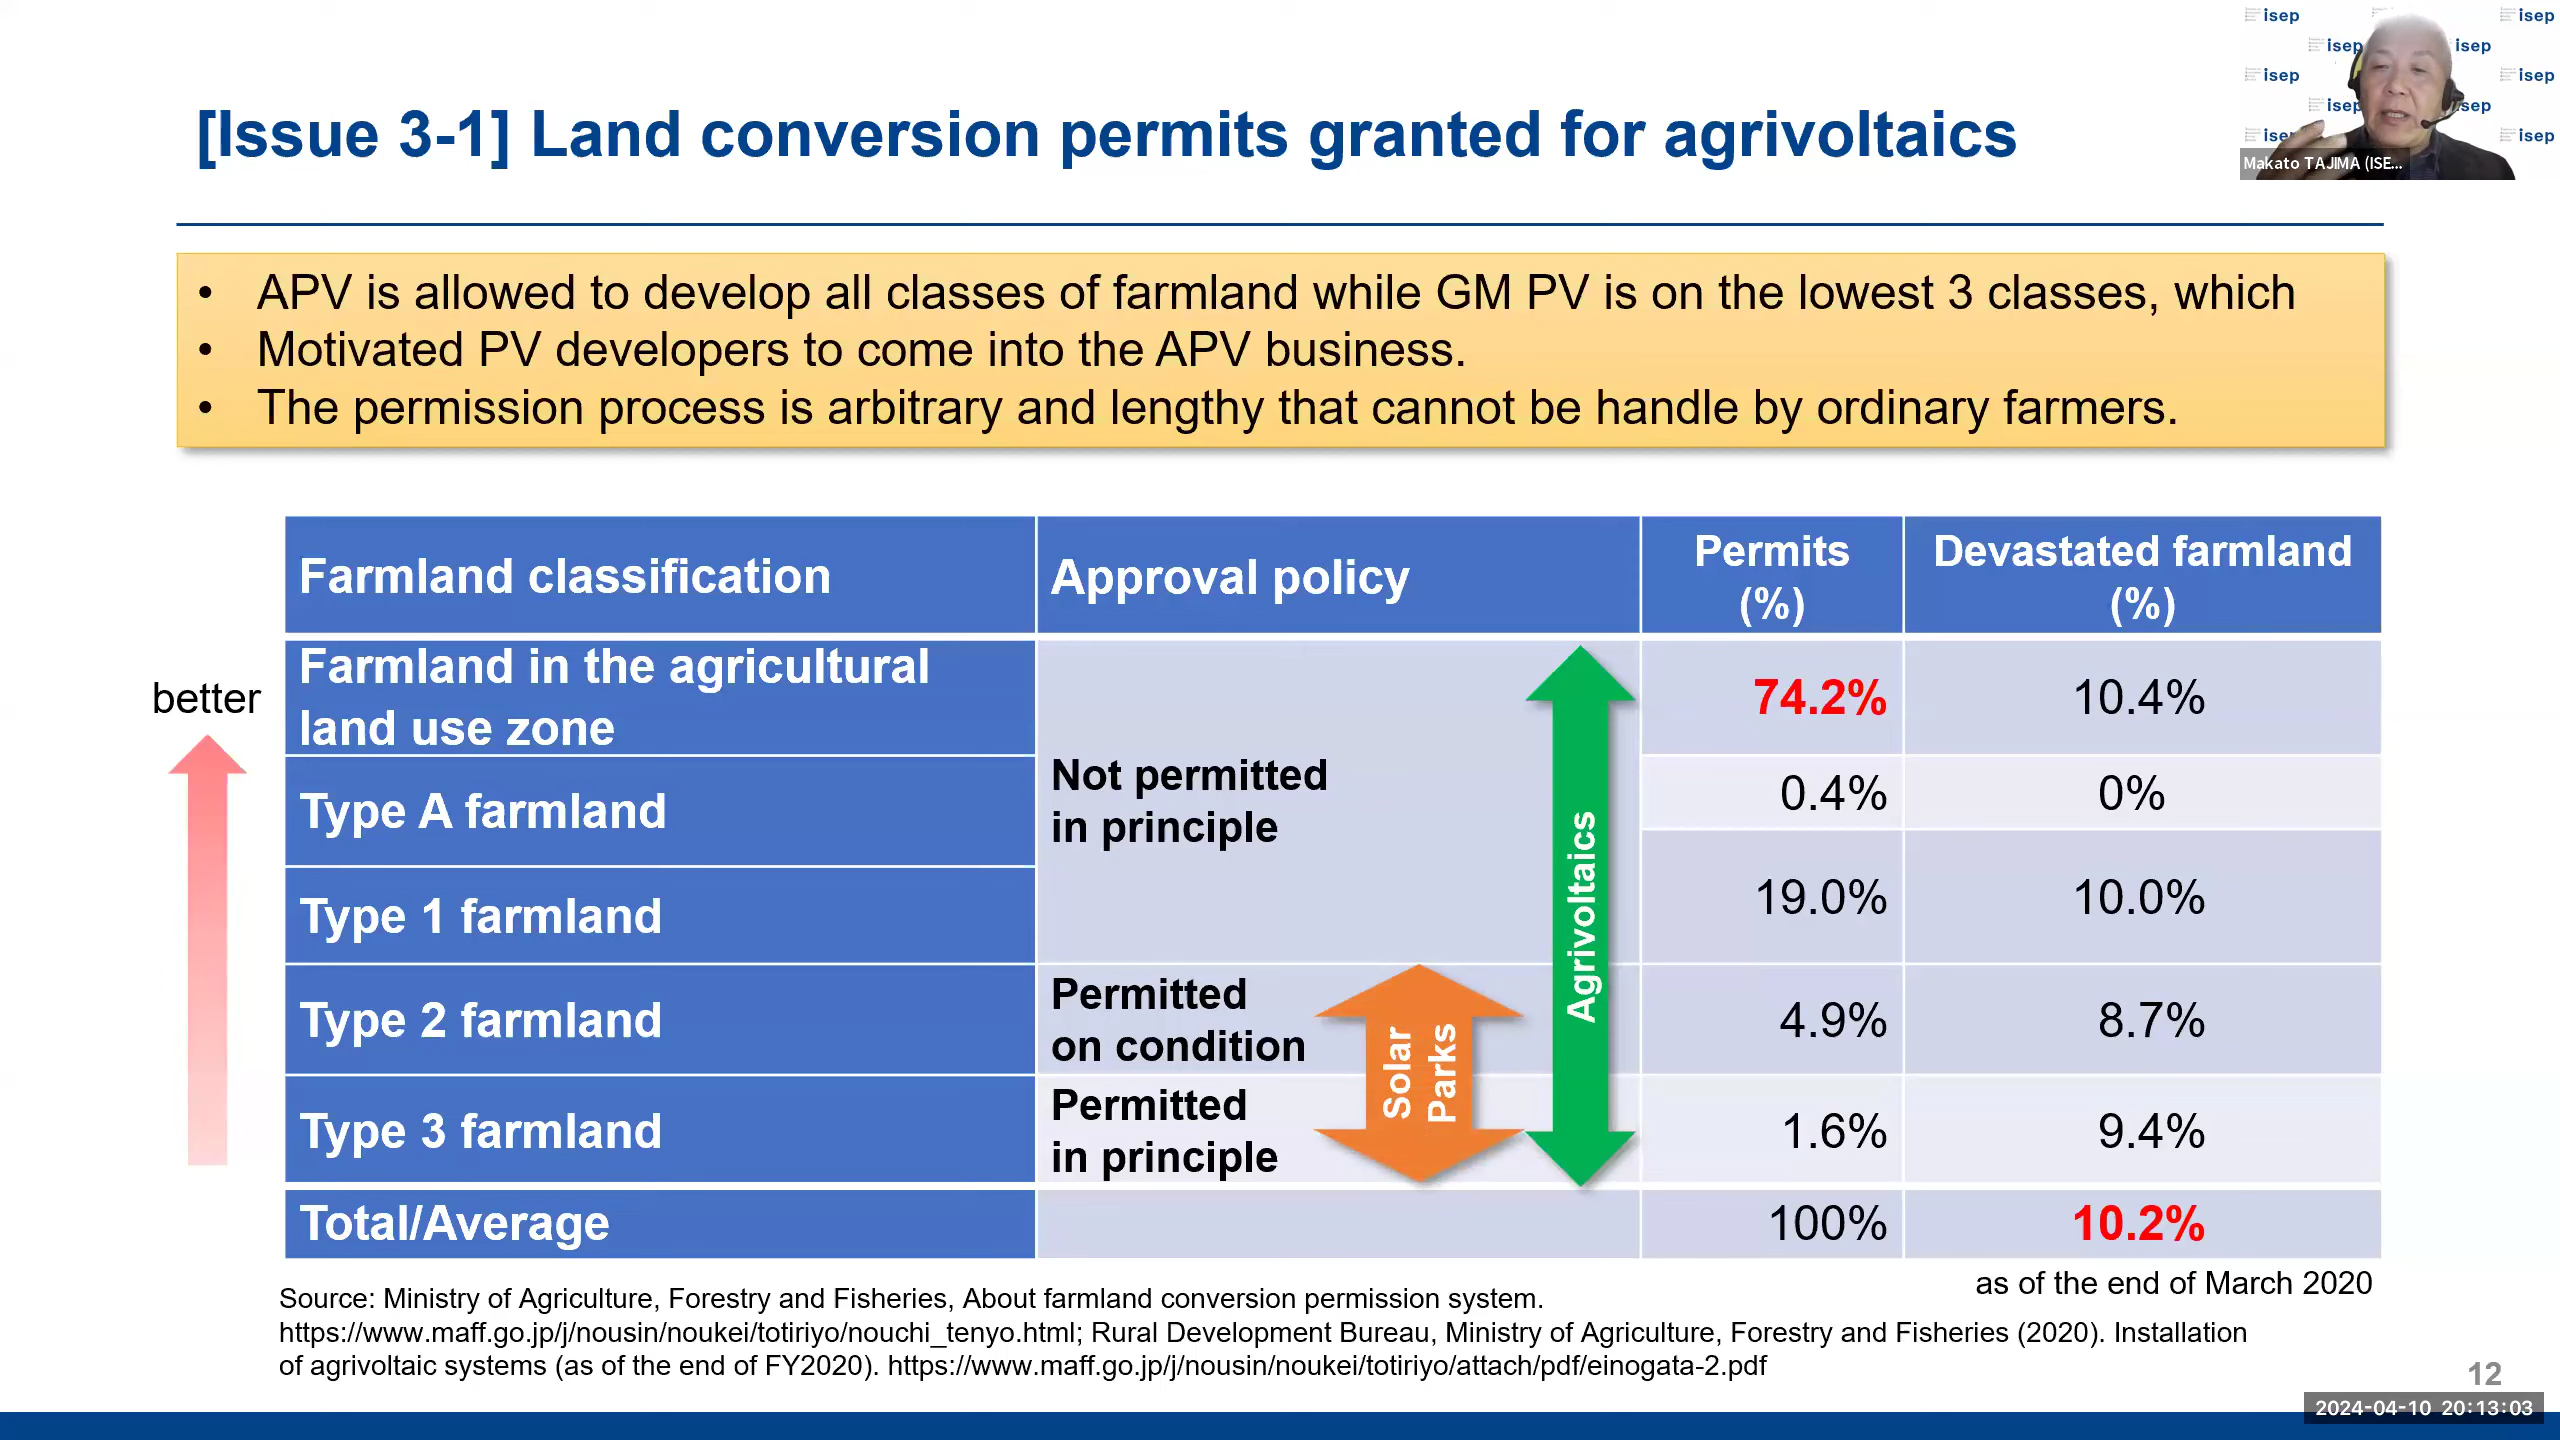 isep isep
isep isep
isep isep
isep sep
ise isep
Makato TAJIMA (ISE...
[Issue 3-1] Land conversion permits granted for agrivoltaics
• APV is allowed to develop all classes of farmland while GM PV is on the lowest 3 classes, which
• Motivated PV developers to come into the APV business.
• The permission process is arbitrary and lengthy that cannot be handle by ordinary farmers.
Farmland classification
Approval policy
Permits
(%)
Devastated farmland
(%)
better
Farmland in the agricultural
land use zone
74.2%
10.4%
Type A farmland
Not permitted
in principle
0.4%
0%
Type 1 farmland
19.0%
10.0%
Agrivoltaics
Type 2 farmland
Permitted
on condition
Solar
Parks
4.9%
8.7%
Type 3 farmland
Permitted
in principle
1.6%
9.4%
Total/Average
100%
10.2%
as of the end of March 2020
Source: Ministry of Agriculture, Forestry and Fisheries, About farmland conversion permission system.
https://www.maff.go.jp/j/nousin/noukei/totiriyo/nouchi_tenyo.html; Rural Development Bureau, Ministry of Agriculture, Forestry and Fisheries (2020). Installation
of agrivoltaic systems (as of the end of FY2020). https://www.maff.go.jp/j/nousin/noukei/totiriyo/attach/pdf/einogata-2.pdf
12
2024-04-10 20:13:03